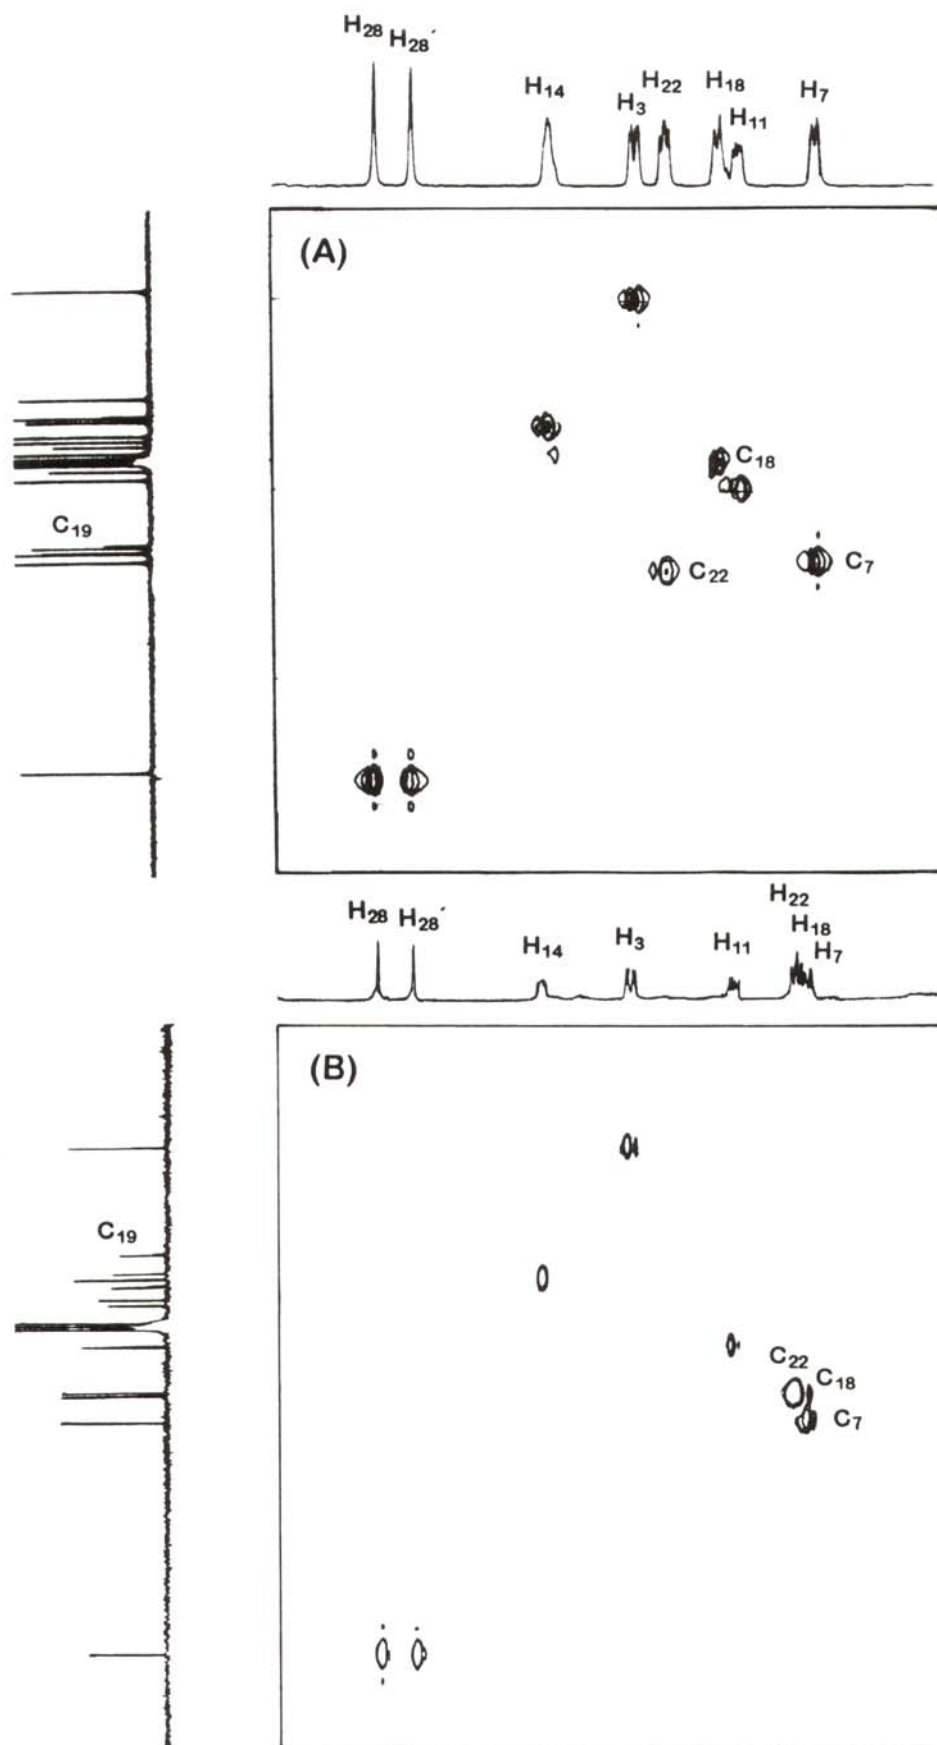 H₂₈ H₂₈′ H₁₄ H₃ H₂₂ H₁₈ H₁₁ H₇
(A)
C₁₈
C₁₉
C₂₂ C₇
H₂₂
H₂₈ H₂₈′ H₁₄ H₃ H₁₁ H₁₈ H₇
(B)
C₁₉
C₂₂
C₁₈
C₇